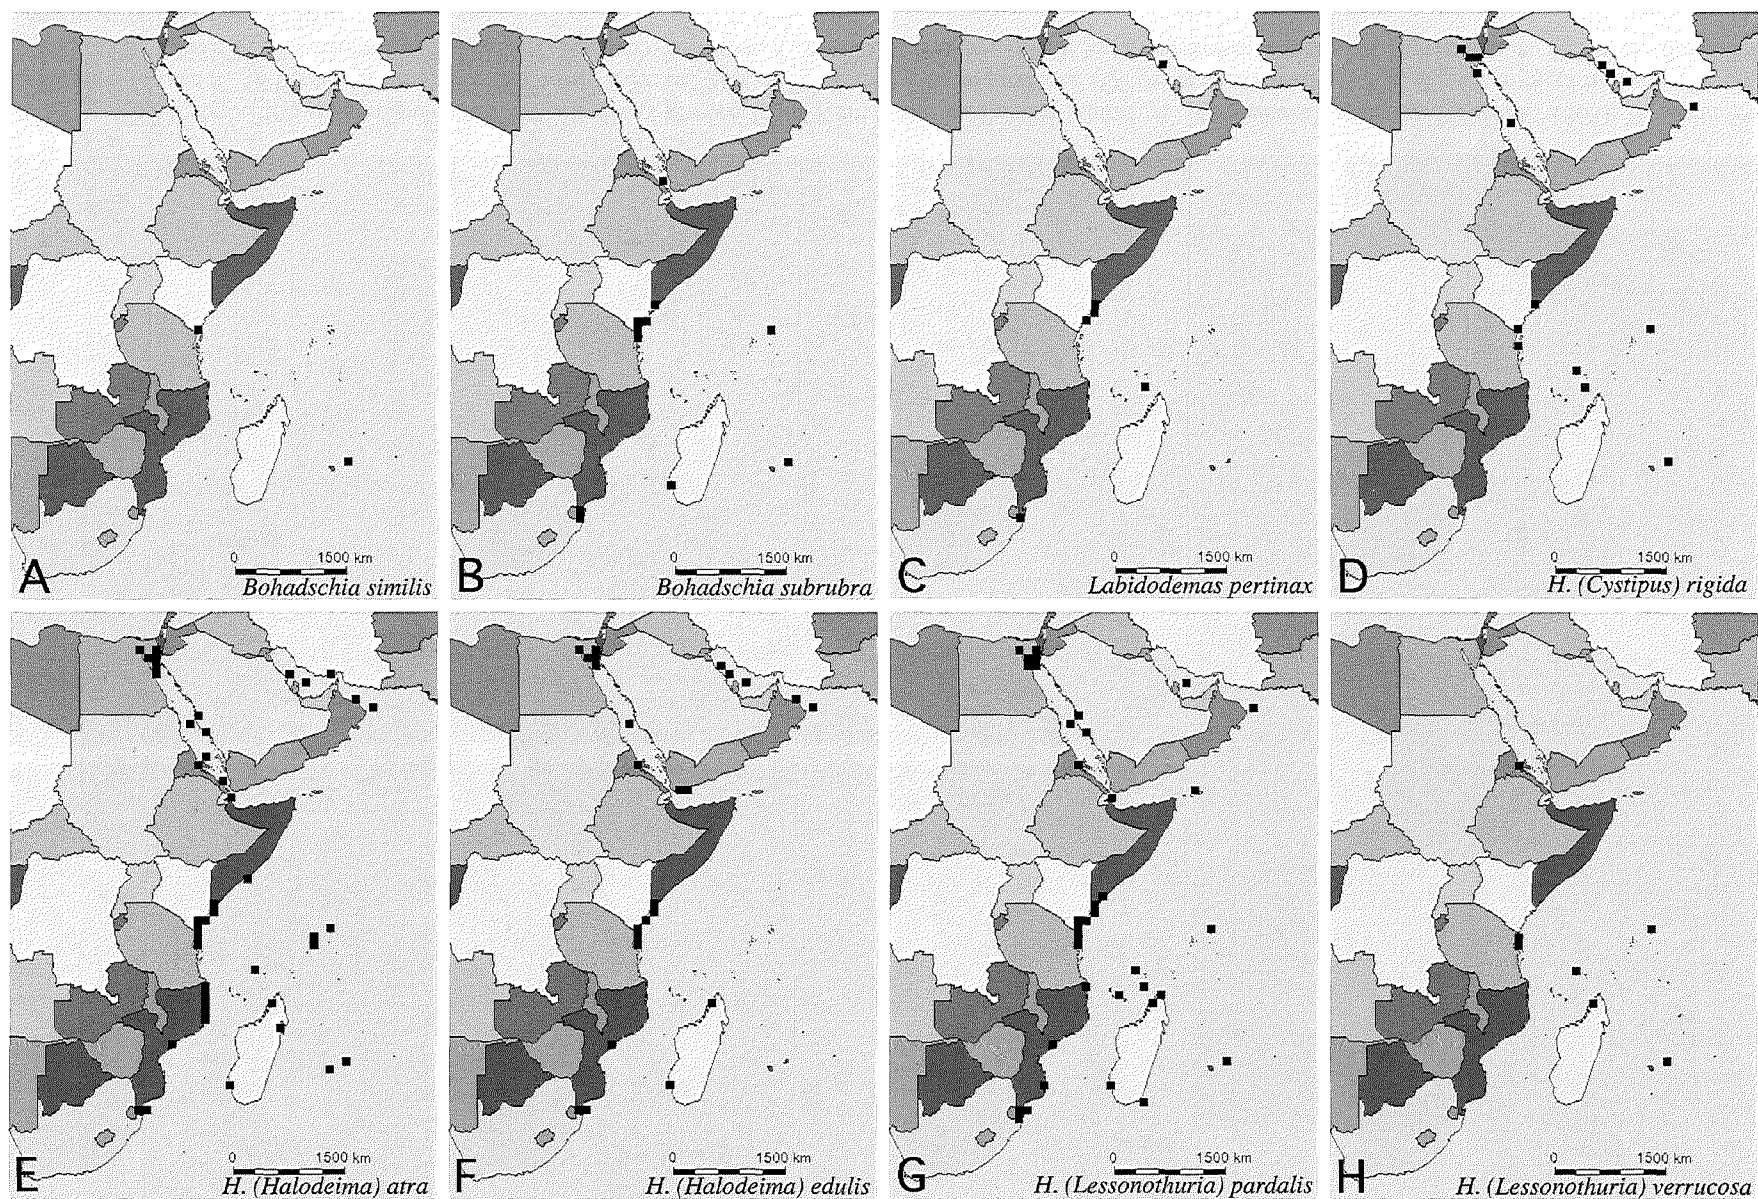 0 1500 km
A Bohadschia similis
0 1500 km
B Bohadschia subrubra
0 1500 km
C Labidodemas pertinax
0 1500 km
D H. (Cystipus) rigida
0 1500 km
E H. (Halodeima) atra
0 1500 km
F H. (Halodeima) edulis
0 1500 km
G H. (Lessonothuria) pardalis
0 1500 km
H H. (Lessonothuria) verrucosa